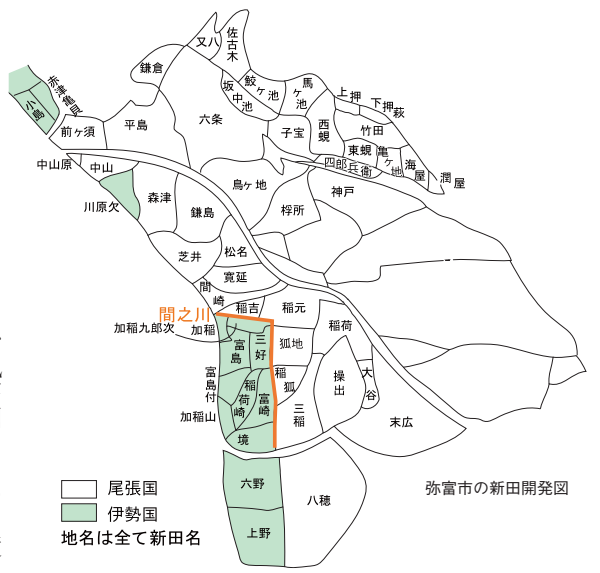 佐古木
又八
鎌倉
鮫ヶ池
馬ヶ池
坂中池
上押萩
下押萩
赤津亀貝
小島
前ヶ須
平島
六条
子宝
西蜆
竹田
東蜆
亀ヶ地
海屋
潤屋
四郎兵衛
中山原
中山
川原欠
森津
鎌島
鳥ヶ地
桴所
神戸
芝井
松名
寛延
間崎
間之川
稲吉
稲元
稲荷
加稲九郎次
加稲
富島
三好
狐地
稲狐
操出
大谷
富島付
稲荷崎
富崎
三稲
加稲山
末広
境
六野
八穂
上野
弥富市の新田開発図
尾張国
伊勢国
地名は全て新田名